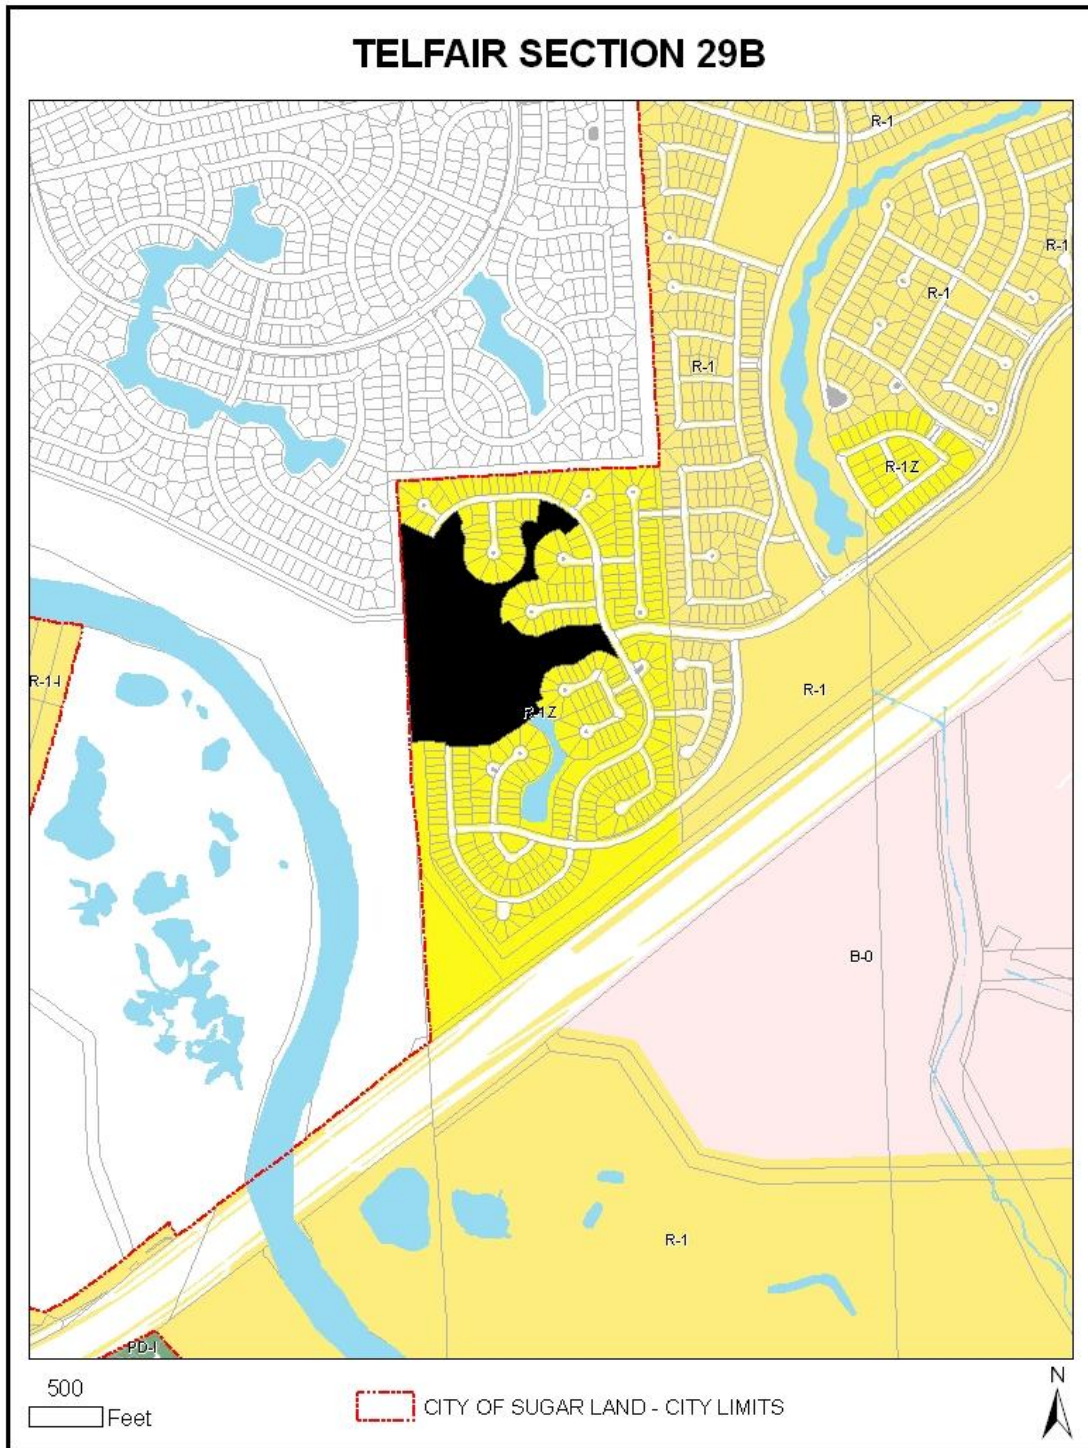 TELFAIR SECTION 29B
R-1
R-1
R-1
R-1
R-1Z
R-1-I
R-1
R-1Z
B-0
R-1
PD-I
N
500
Feet
CITY OF SUGAR LAND - CITY LIMITS